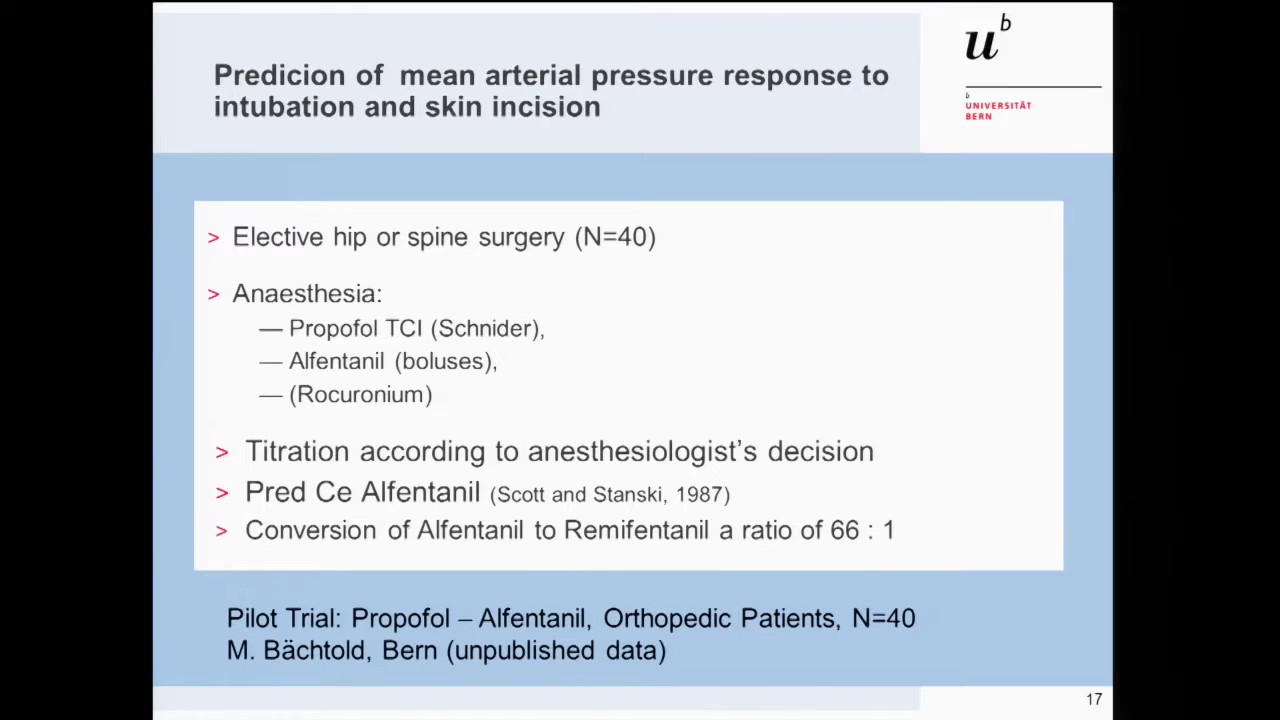 Predicion of mean arterial pressure response to
intubation and skin incision
u b
b
UNIVERSITÄT
BERN
> Elective hip or spine surgery (N=40)
> Anaesthesia:
— Propofol TCI (Schnider),
— Alfentanil (boluses),
— (Rocuronium)
> Titration according to anesthesiologist's decision
> Pred Ce Alfentanil (Scott and Stanski, 1987)
> Conversion of Alfentanil to Remifentanil a ratio of 66 : 1
Pilot Trial: Propofol – Alfentanil, Orthopedic Patients, N=40
M. Bächtold, Bern (unpublished data)
17